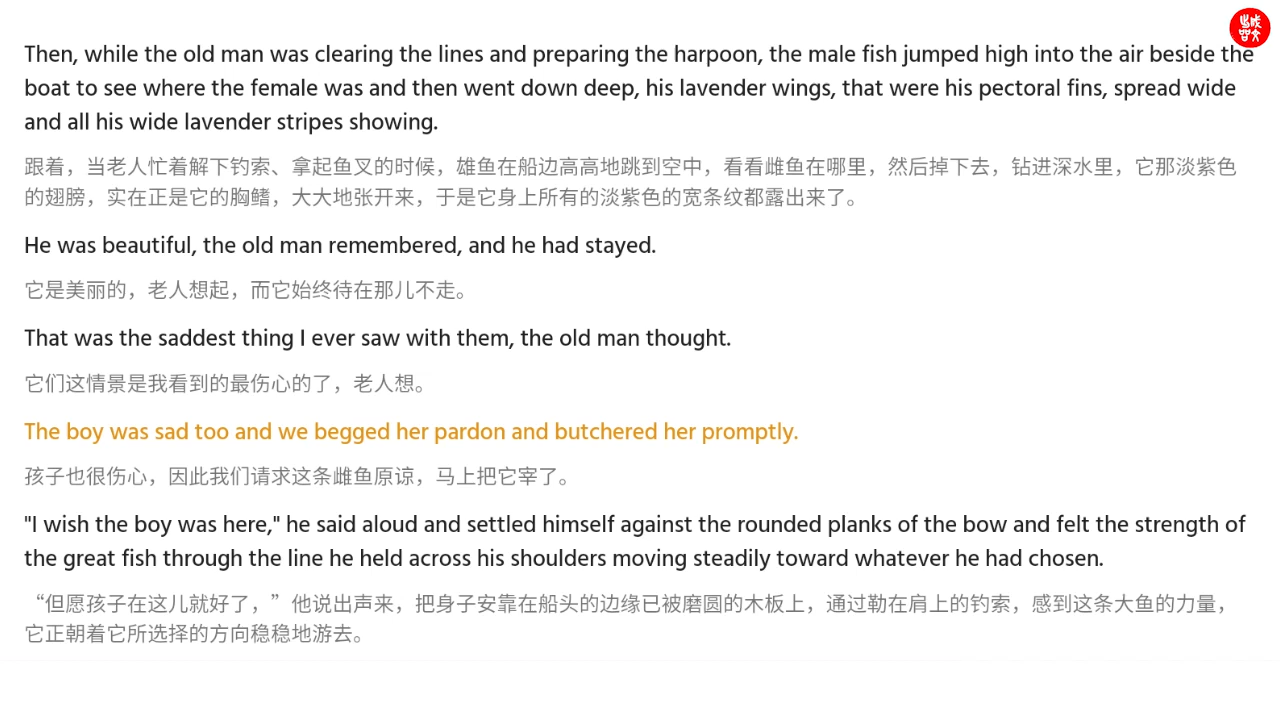 Then, while the old man was clearing the lines and preparing the harpoon, the male fish jumped high into the air beside the
boat to see where the female was and then went down deep, his lavender wings, that were his pectoral fins, spread wide
and all his wide lavender stripes showing.
跟着，当老人忙着解下钓索、拿起鱼叉的时候，雄鱼在船边高高地跳到空中，看看雌鱼在哪里，然后掉下去，钻进深水里，它那淡紫色
的翅膀，实在正是它的胸鳍，大大地张开来，于是它身上所有的淡紫色的宽条纹都露出来了。
He was beautiful, the old man remembered, and he had stayed.
它是美丽的，老人想起，而它始终待在那儿不走。
That was the saddest thing I ever saw with them, the old man thought.
它们这情景是我看到的最伤心的了，老人想。
The boy was sad too and we begged her pardon and butchered her promptly.
孩子也很伤心，因此我们请求这条雌鱼原谅，马上把它宰了。
"I wish the boy was here," he said aloud and settled himself against the rounded planks of the bow and felt the strength of
the great fish through the line he held across his shoulders moving steadily toward whatever he had chosen.
“但愿孩子在这儿就好了，”他说出声来，把身子安靠在船头的边缘已被磨圆的木板上，通过勒在肩上的钓索，感到这条大鱼的力量，
它正朝着它所选择的方向稳稳地游去。